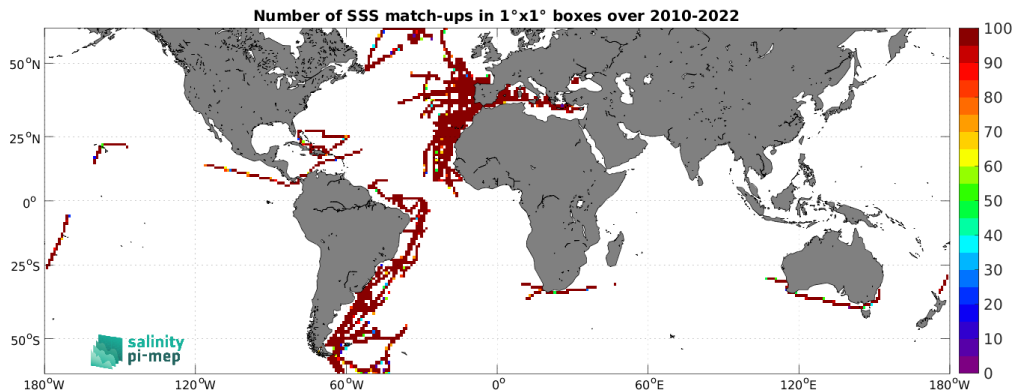 Number of SSS match-ups in 1°x1° boxes over 2010-2022
50°N
25°N
0°
25°S
50°S
180°W
120°W
60°W
0°
60°E
120°E
180°W
100
90
80
70
60
50
40
30
20
10
0
salinity
pi-mep